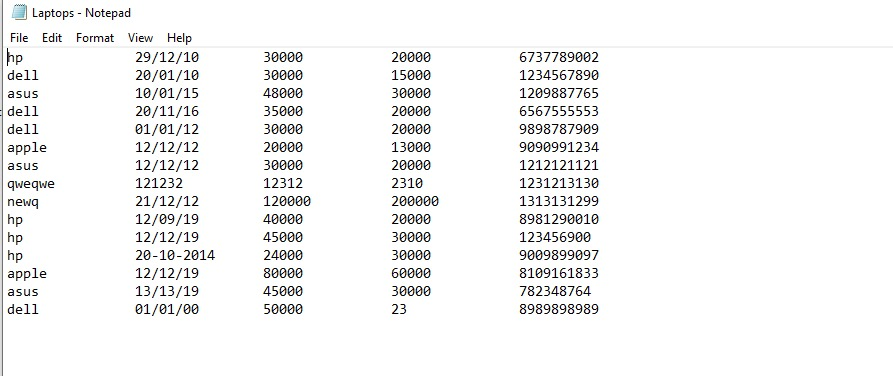 Laptops - Notepad
File Edit Format View Help
hp 29/12/10 30000 20000 6737789002
dell 20/01/10 30000 15000 1234567890
asus 10/01/15 48000 30000 1209887765
dell 20/11/16 35000 20000 6567555553
dell 01/01/12 30000 20000 9898787909
apple 12/12/12 20000 13000 9090991234
asus 12/12/12 30000 20000 1212121121
qweqwe 121232 12312 2310 1231213130
newq 21/12/12 120000 200000 1313131299
hp 12/09/19 40000 20000 8981290010
hp 12/12/19 45000 30000 123456900
hp 20-10-2014 24000 30000 9009899097
apple 12/12/19 80000 60000 8109161833
asus 13/13/19 45000 30000 782348764
dell 01/01/00 50000 23 8989898989